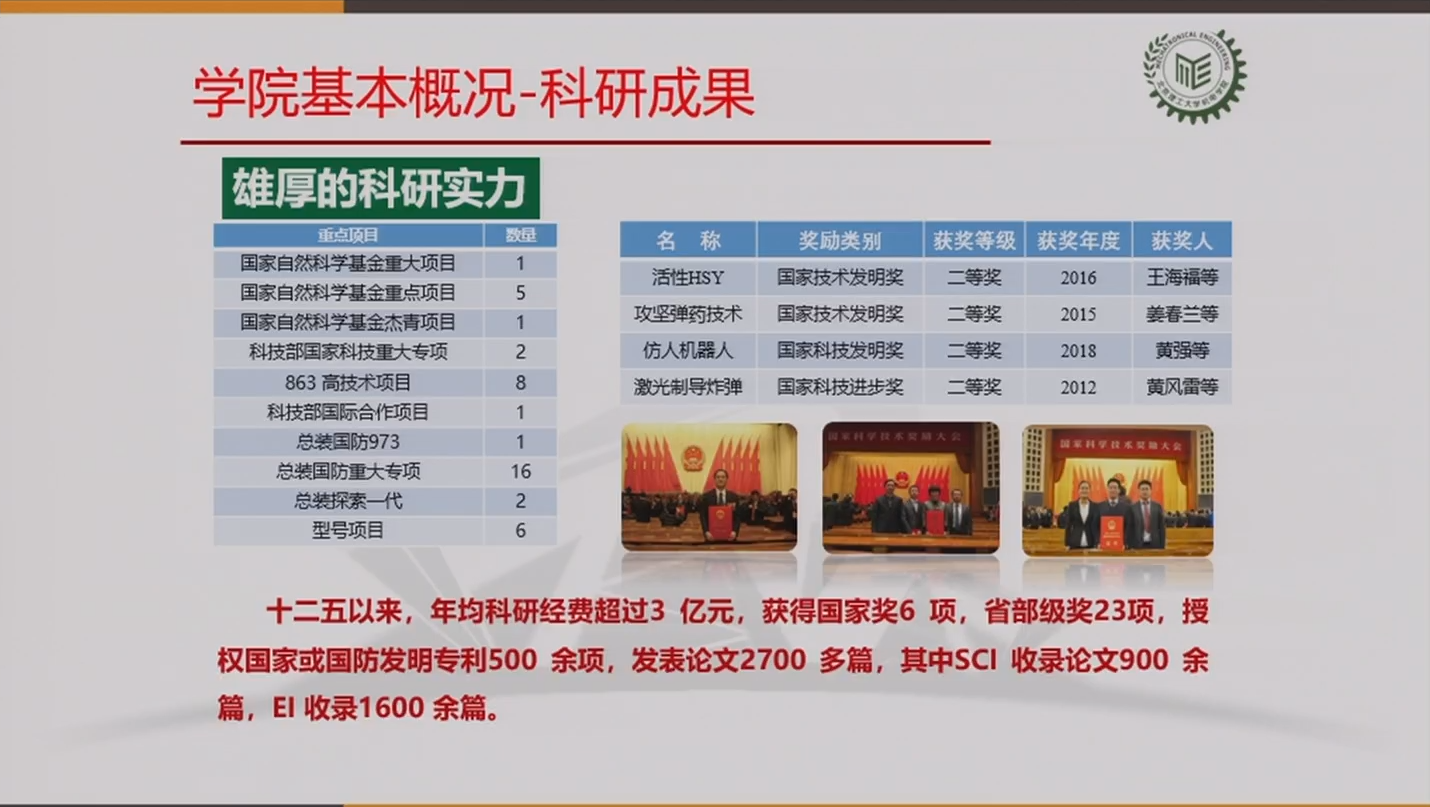 MECHATRONICAL ENGINEERING
北京理工大学机电学院
学院基本概况-科研成果
雄厚的科研实力
重点项目 数量
国家自然科学基金重大项目 1
国家自然科学基金重点项目 5
国家自然科学基金杰青项目 1
科技部国家科技重大专项 2
863 高技术项目 8
科技部国际合作项目 1
总装国防973 1
总装国防重大专项 16
总装探索一代 2
型号项目 6
名 称 奖励类别 获奖等级 获奖年度 获奖人
活性HSY 国家技术发明奖 二等奖 2016 王海福等
攻坚弹药技术 国家技术发明奖 二等奖 2015 姜春兰等
仿人机器人 国家科技发明奖 二等奖 2018 黄强等
激光制导炸弹 国家科技进步奖 二等奖 2012 黄风雷等
国家科学技术奖励大会
国家科学技术奖励大会
十二五以来，年均科研经费超过3 亿元，获得国家奖6 项，省部级奖23项，授
权国家或国防发明专利500 余项，发表论文2700 多篇，其中SCI 收录论文900 余
篇，EI 收录1600 余篇。